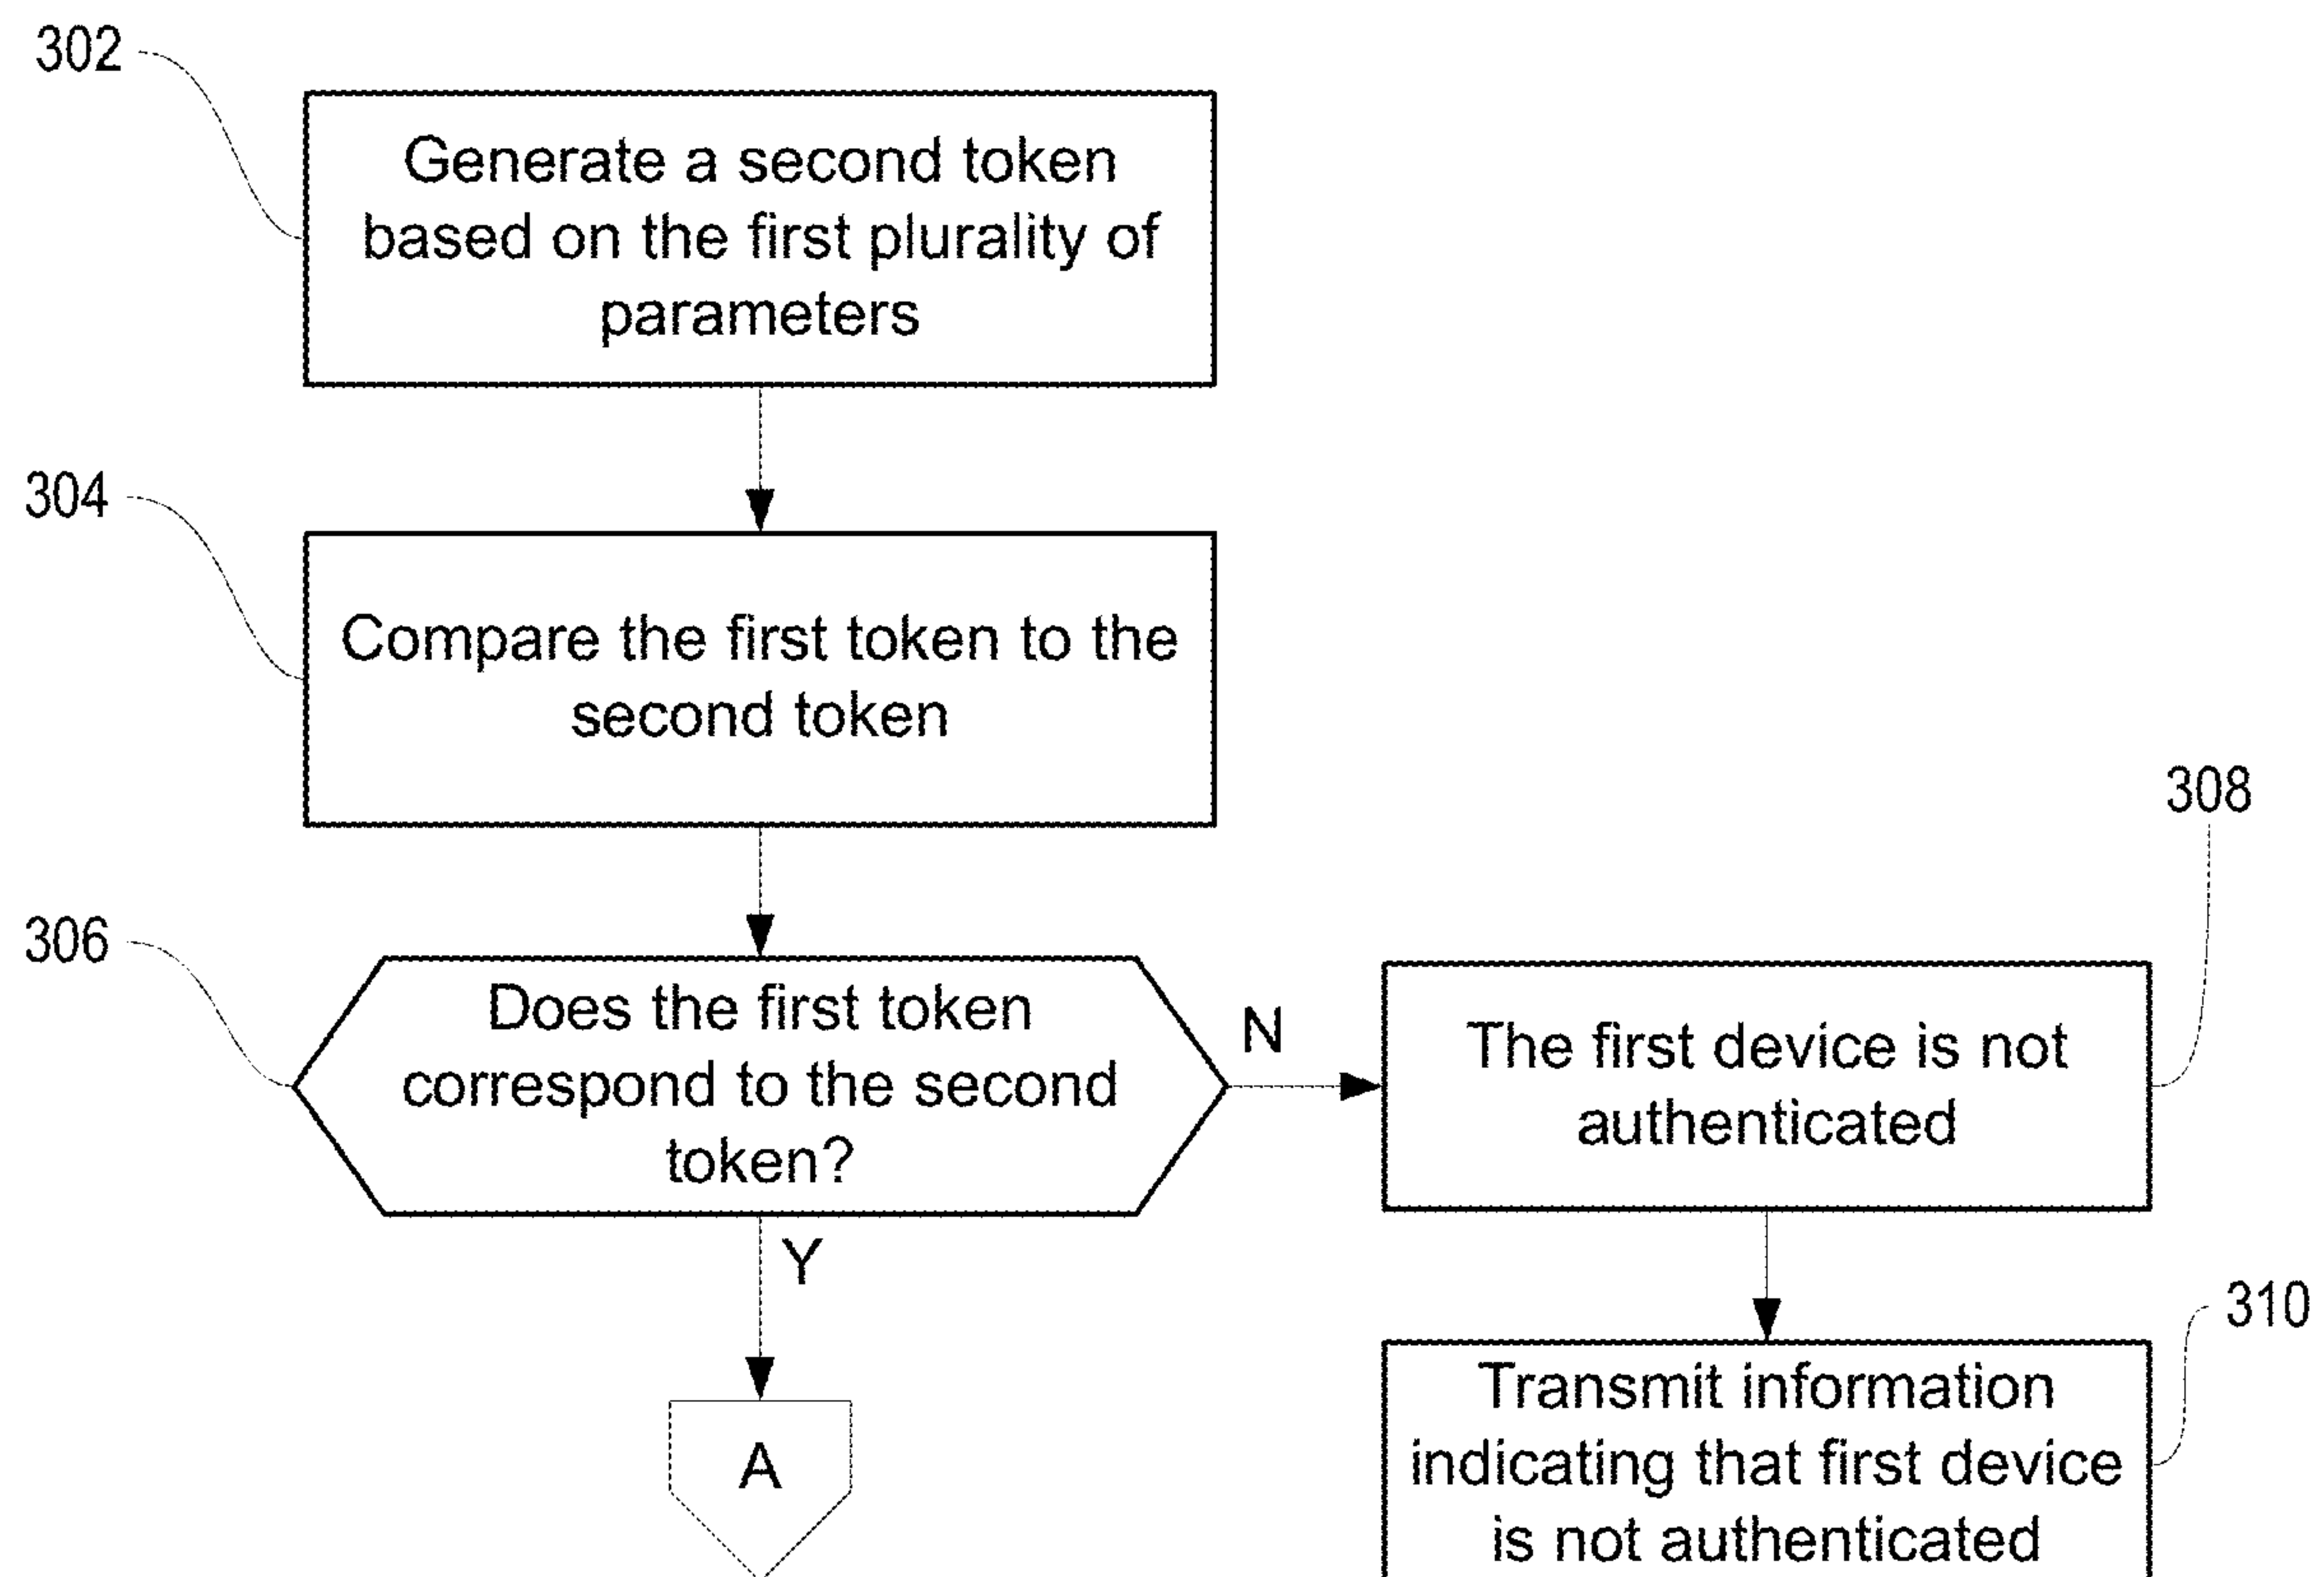 302
Generate a second token
based on the first plurality of
parameters
304
Compare the first token to the
second token
308
306
Does the first token
correspond to the second
token?
N
The first device is not
authenticated
Y
310
A
Transmit information
indicating that first device
is not authenticated